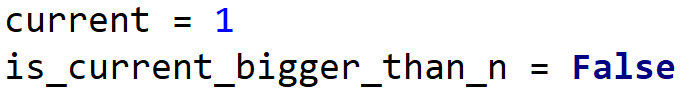 current = 1
is_current_bigger_than_n = False